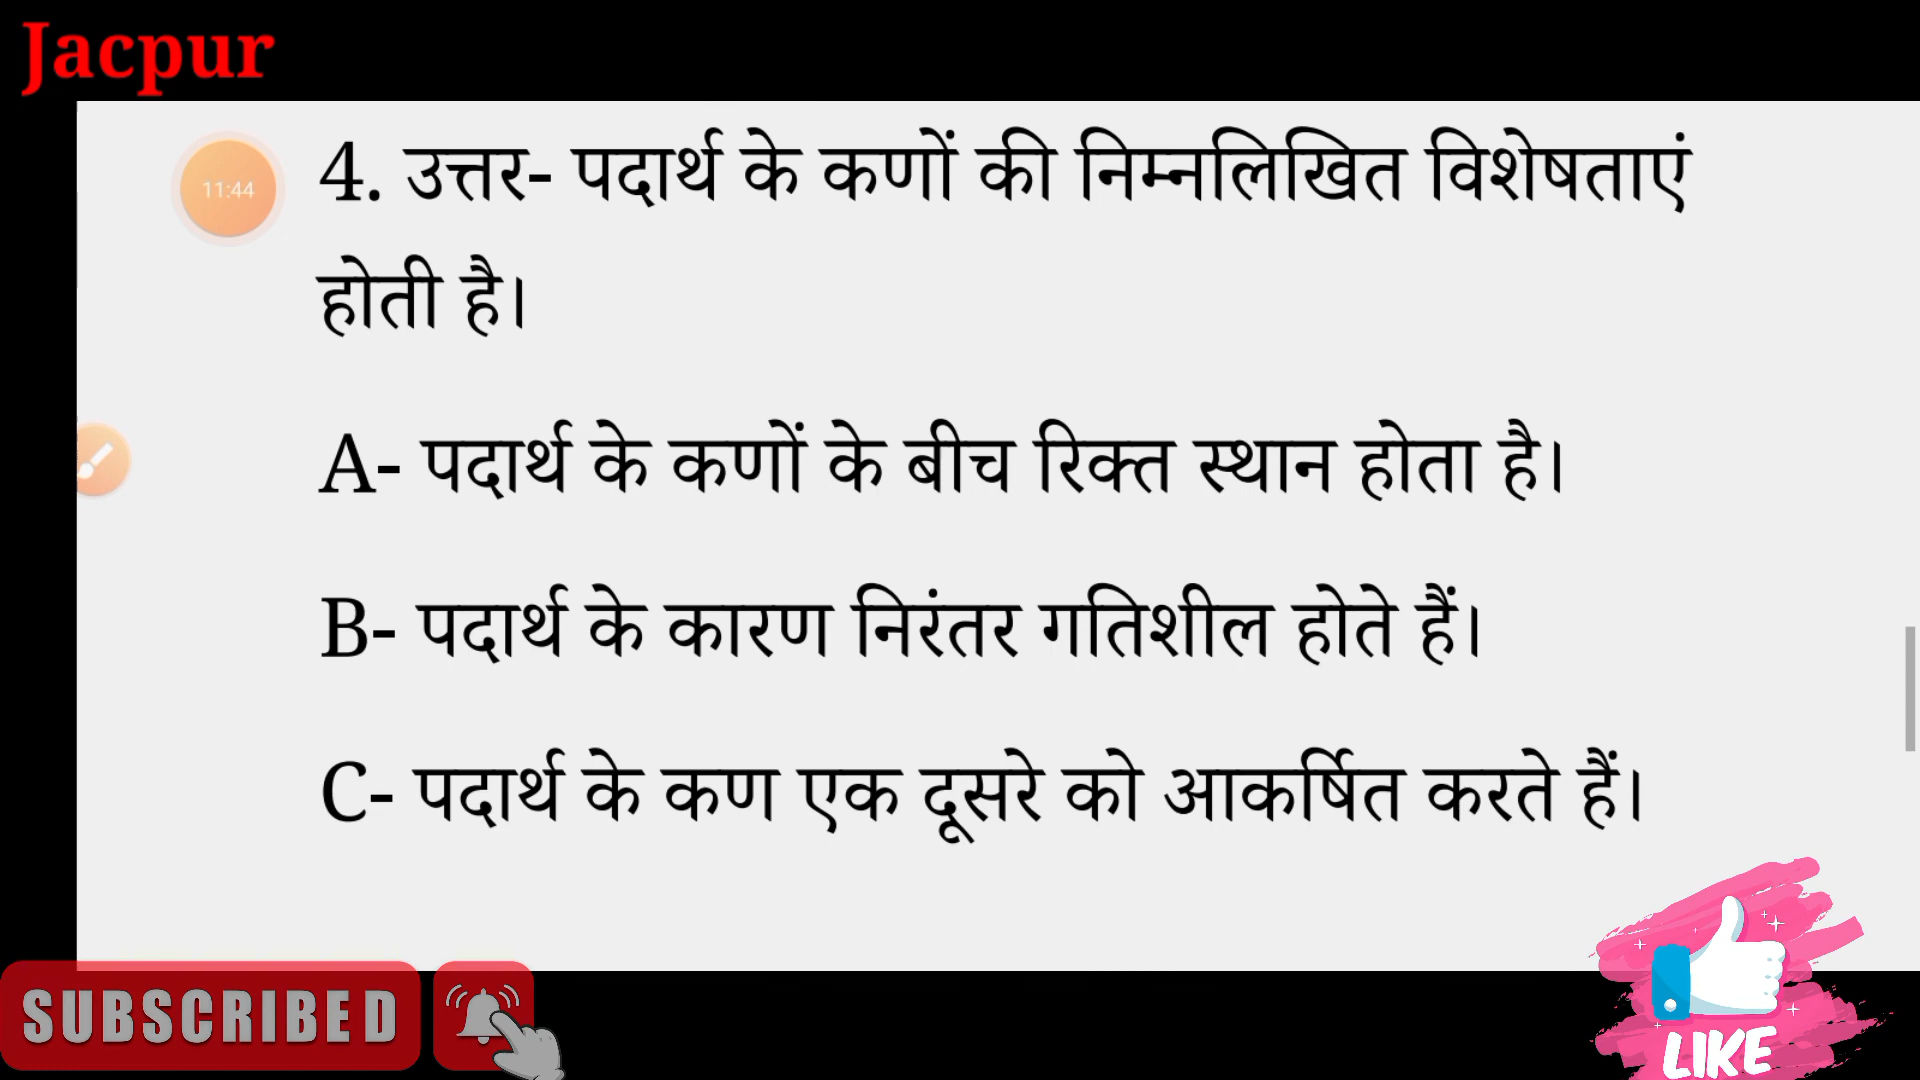 Jacpur
11:44
4. उत्तर- पदार्थ के कणों की निम्नलिखित विशेषताएं
होती है।
A- पदार्थ के कणों के बीच रिक्त स्थान होता है।
B- पदार्थ के कारण निरंतर गतिशील होते हैं।
C- पदार्थ के कण एक दूसरे को आकर्षित करते हैं।
SUBSCRIBED
LIKE